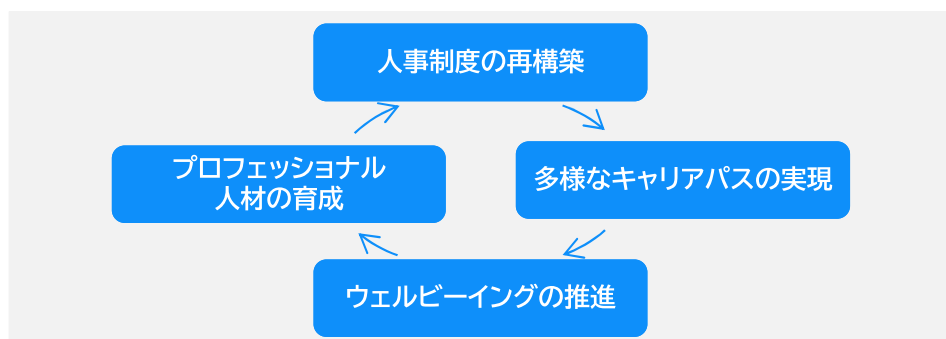 人事制度の再構築
プロフェッショナル
人材の育成
多様なキャリアパスの実現
ウェルビーイングの推進